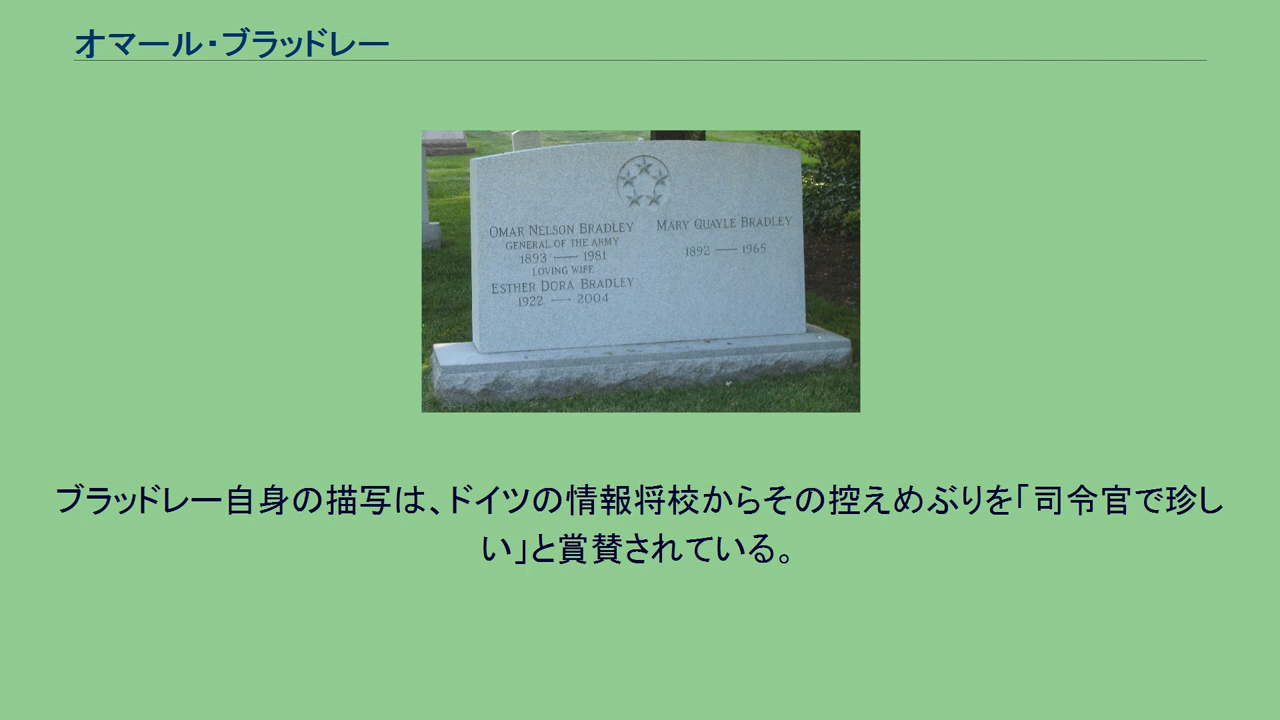 オマール・ブラッドレー
OMAR NELSON BRADLEY
GENERAL OF THE ARMY
1893 — 1981
LOVING WIFE
ESTHER DORA BRADLEY
1922 — 2004
MARY QUAYLE BRADLEY
1892 — 1965
ブラッドレー自身の描写は、ドイツの情報将校からその控えめぶりを「司令官で珍し
い」と賞賛されている。